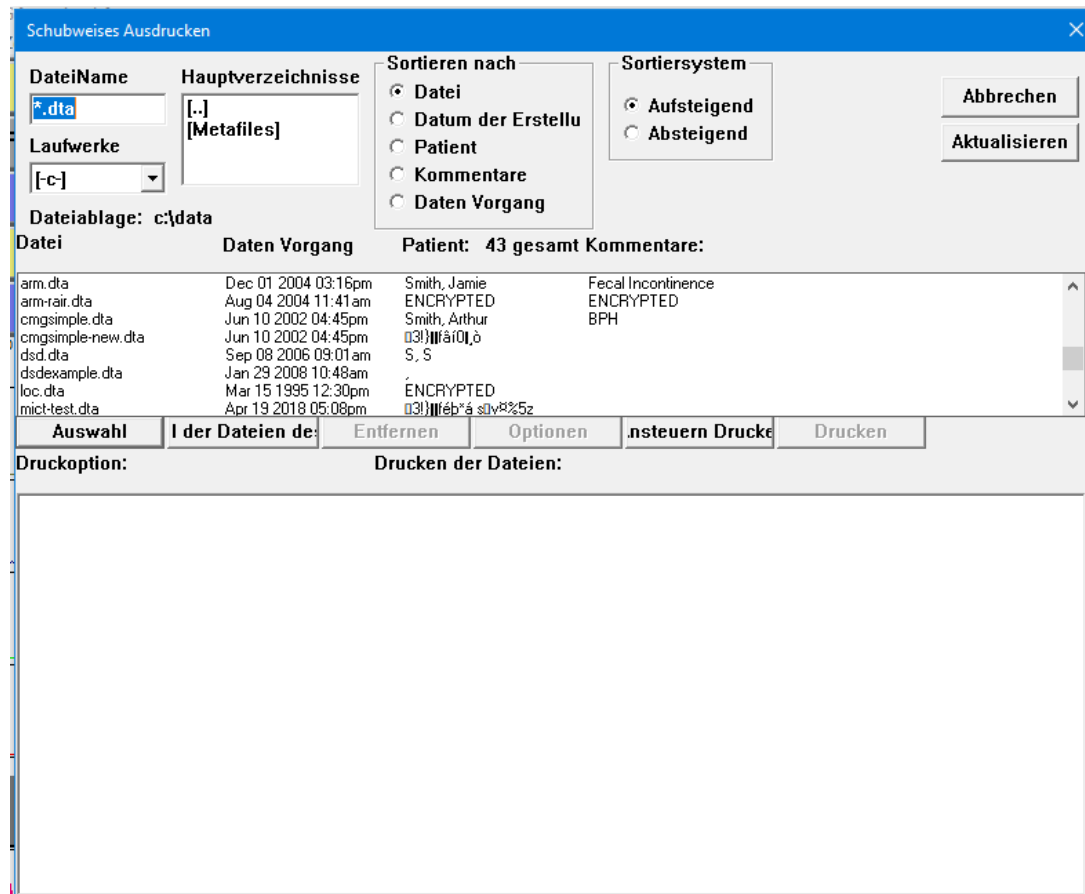 Schubweises Ausdrucken
DateiName
*.dta
Laufwerke
[-c-]
Hauptverzeichnisse
[..]
[Metafiles]
Sortieren nach
Datei
Datum der Erstellu
Patient
Kommentare
Daten Vorgang
Sortiersystem
Aufsteigend
Absteigend
Abbrechen
Aktualisieren
Dateiablage: c:\data
Datei Daten Vorgang Patient: 43 gesamt Kommentare:
arm.dta Dec 01 2004 03:16pm Smith, Jamie Fecal Incontinence
arm-rair.dta Aug 04 2004 11:41am ENCRYPTED ENCRYPTED
cmgsimple.dta Jun 10 2002 04:45pm Smith, Arthur BPH
cmgsimple-new.dta Jun 10 2002 04:45pm
dsd.dta Sep 08 2006 09:01am S, S
dsdexample.dta Jan 29 2008 10:48am ,
loc.dta Mar 15 1995 12:30pm ENCRYPTED
mict-test.dta Apr 19 2018 05:08pm
Auswahl l der Dateien de: Entfernen Optionen .nsteuern Drucke Drucken
Druckoption: Drucken der Dateien: